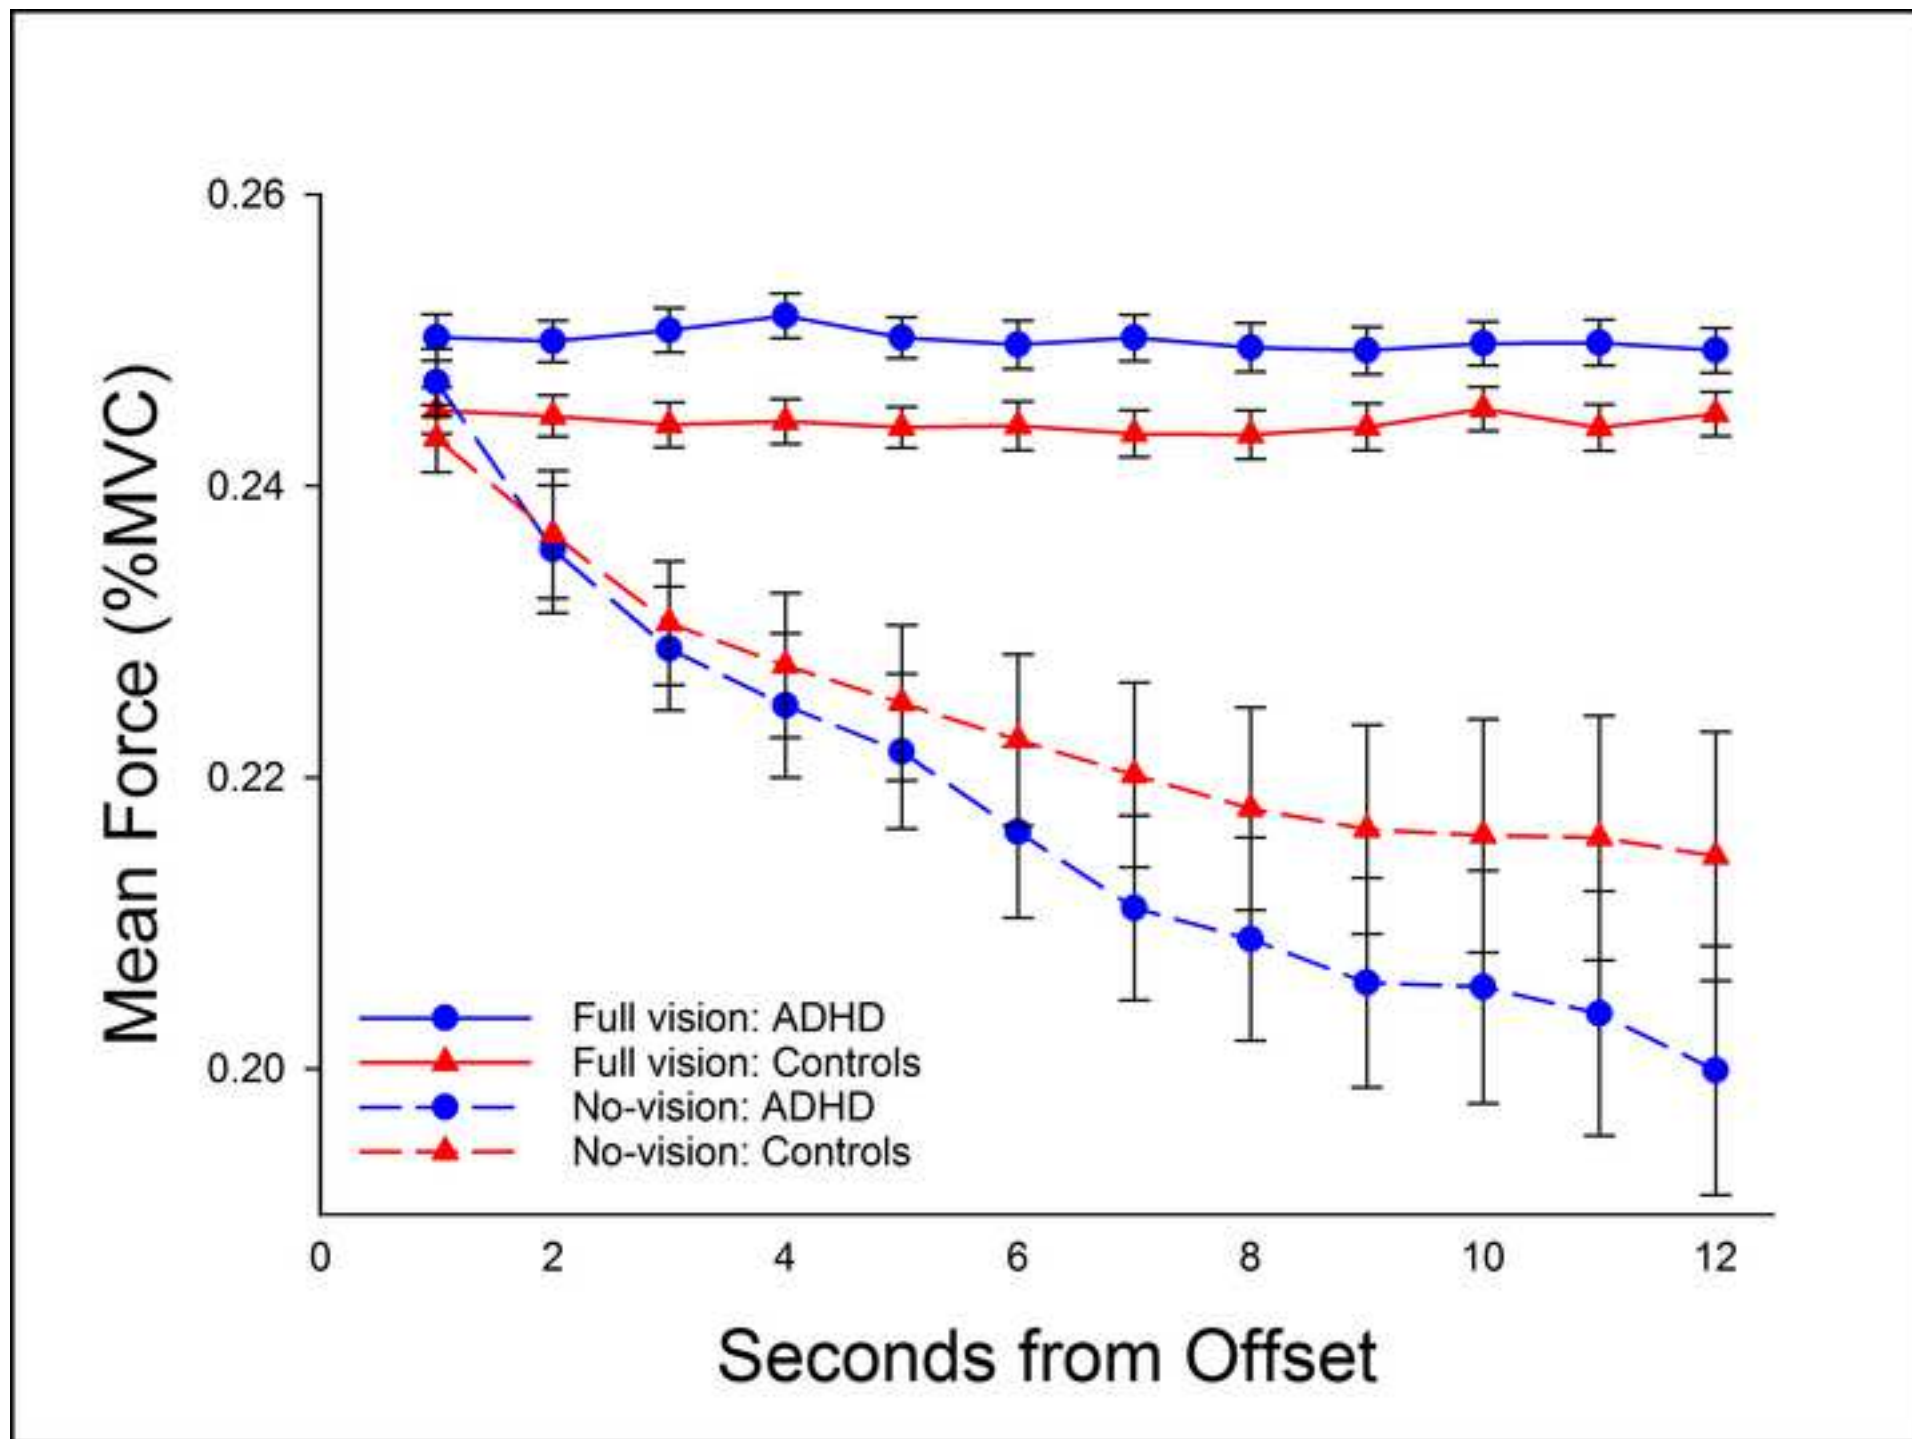 0.26
0.24
0.22
0.20
Mean Force (%MVC)
Full vision: ADHD
Full vision: Controls
No-vision: ADHD
No-vision: Controls
0 2 4 6 8 10 12
Seconds from Offset